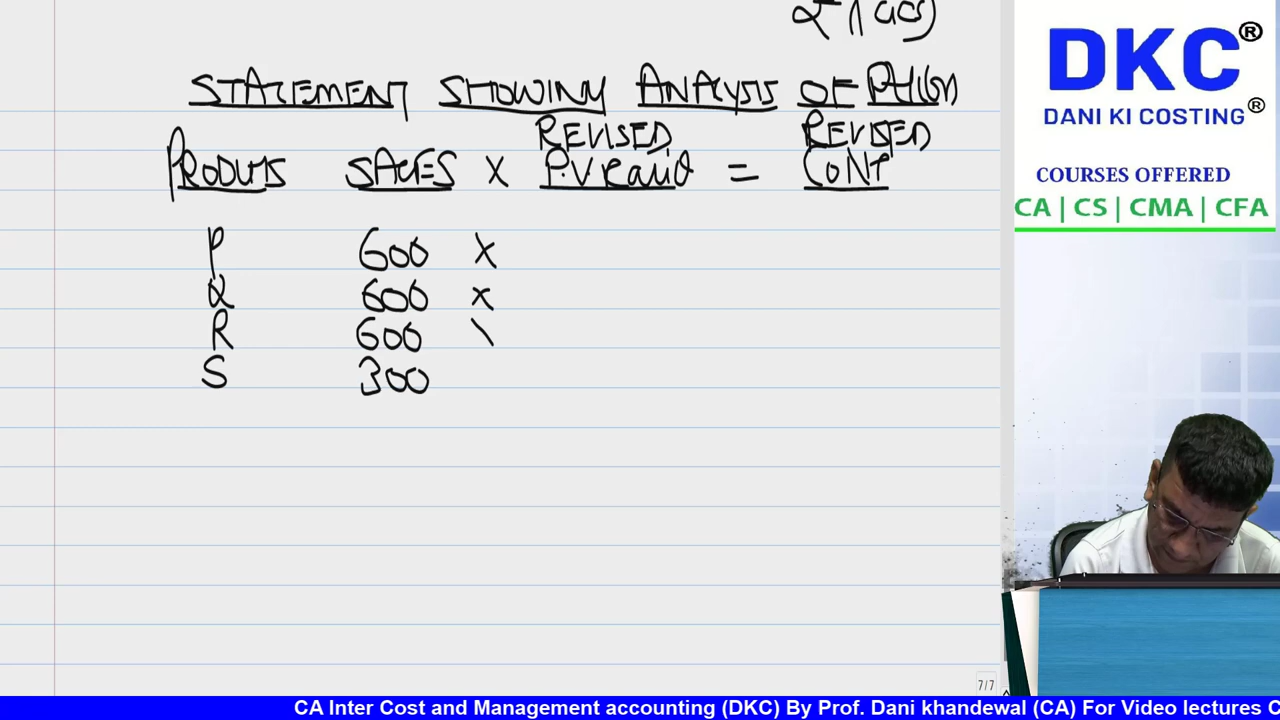 ₹ (lacs)
STATEMENT SHOWING ANALYSIS OF
REVISED REVISED
PRODUCTS SALES X P.V Ratio = CONT
P 600 X
Q 600 X
R 600 \
S 300
DKC®
DANI KI COSTING®
COURSES OFFERED
CA | CS | CMA | CFA
7/7
CA Inter Cost and Management accounting (DKC) By Prof. Dani khandewal (CA) For Video lectures C